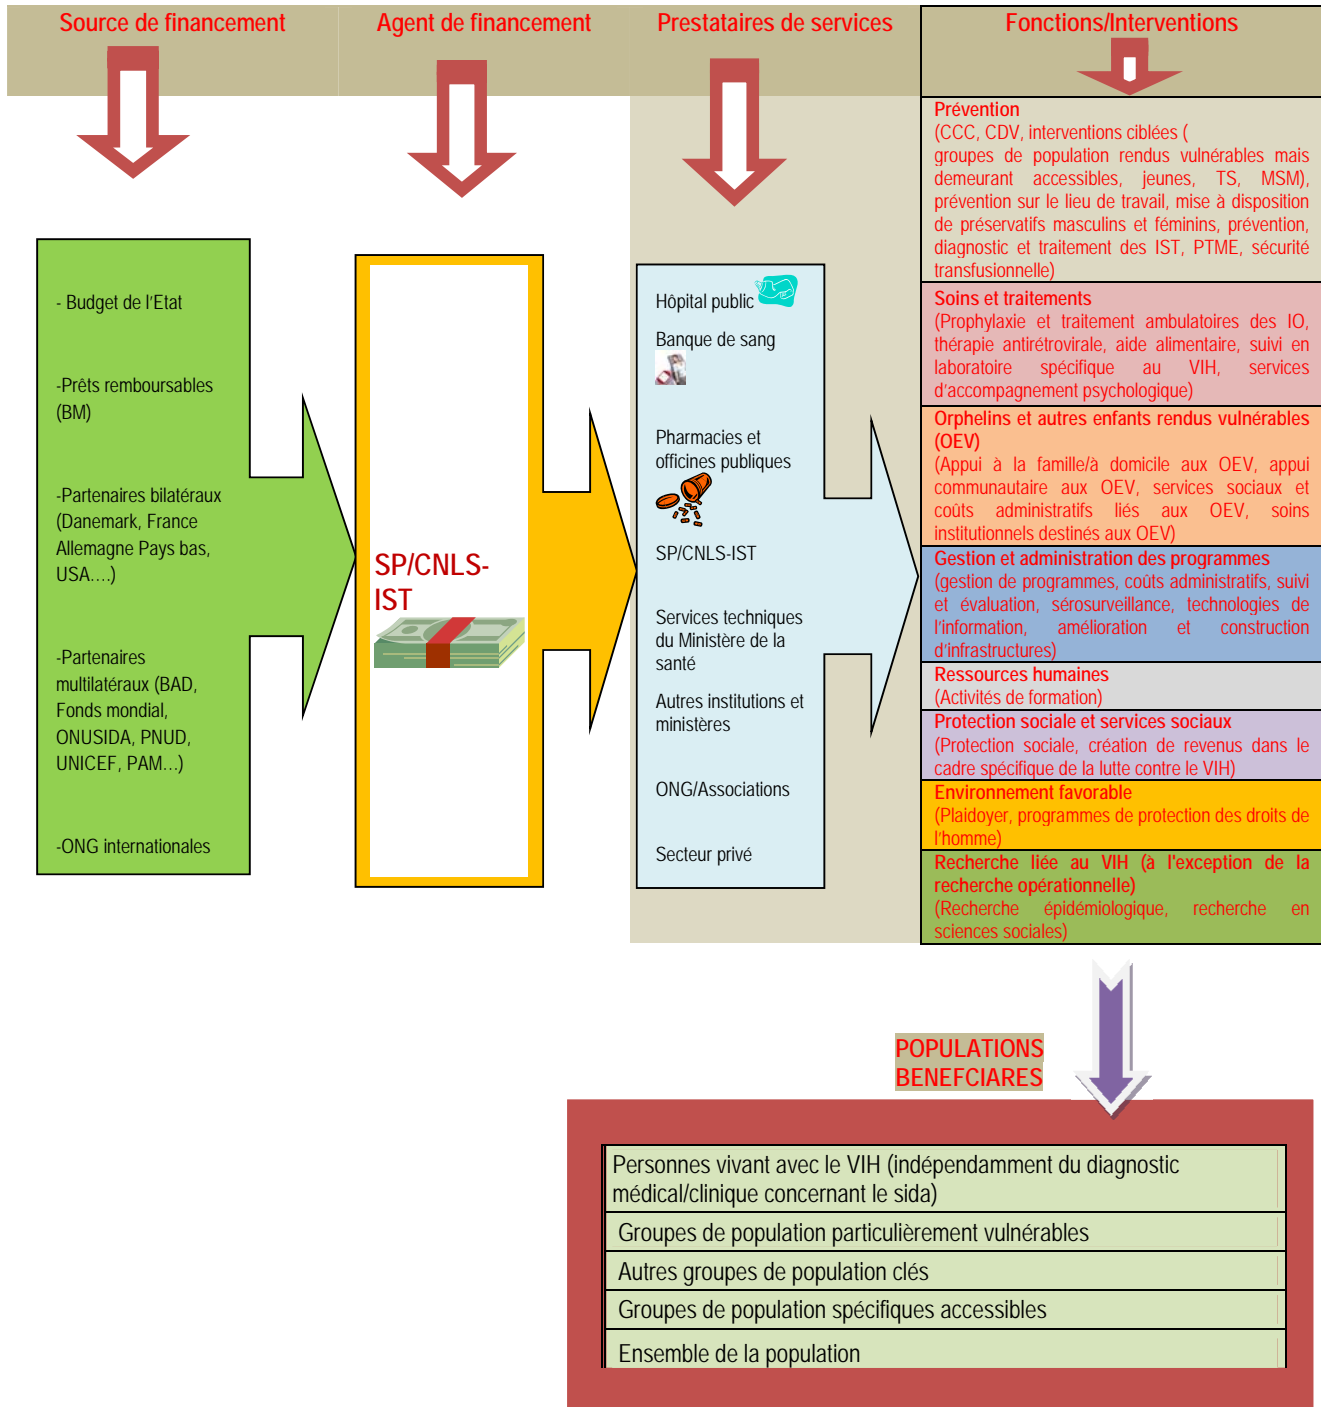 Source de financement
Agent de financement
Prestataires de services
Fonctions/Interventions
- Budget de l'Etat
-Prêts remboursables
(BM)
-Partenaires bilatéraux
(Danemark, France
Allemagne Pays bas,
USA....)
-Partenaires
multilatéraux (BAD,
Fonds mondial,
ONUSIDA, PNUD,
UNICEF, PAM...)
-ONG internationales
SP/CNLS-
IST
Hôpital public
Banque de sang
Pharmacies et
officines publiques
SP/CNLS-IST
Services techniques
du Ministère de la
santé
Autres institutions et
ministères
ONG/Associations
Secteur privé
Prévention
(CCC, CDV, interventions ciblées (
groupes de population rendus vulnérables mais
demeurant accessibles, jeunes, TS, MSM),
prévention sur le lieu de travail, mise à disposition
de préservatifs masculins et féminins, prévention,
diagnostic et traitement des IST, PTME, sécurité
transfusionnelle)
Soins et traitements
(Prophylaxie et traitement ambulatoires des IO,
thérapie antirétrovirale, aide alimentaire, suivi en
laboratoire spécifique au VIH, services
d'accompagnement psychologique)
Orphelins et autres enfants rendus vulnérables
(OEV)
(Appui à la famille/à domicile aux OEV, appui
communautaire aux OEV, services sociaux et
coûts administratifs liés aux OEV, soins
institutionnels destinés aux OEV)
Gestion et administration des programmes
(gestion de programmes, coûts administratifs, suivi
et évaluation, sérosurveillance, technologies de
l'information, amélioration et construction
d'infrastructures)
Ressources humaines
(Activités de formation)
Protection sociale et services sociaux
(Protection sociale, création de revenus dans le
cadre spécifique de la lutte contre le VIH)
Environnement favorable
(Plaidoyer, programmes de protection des droits de
l'homme)
Recherche liée au VIH (à l'exception de la
recherche opérationnelle)
(Recherche épidémiologique, recherche en
sciences sociales)
POPULATIONS
BENEFCIARES
Personnes vivant avec le VIH (indépendamment du diagnostic
médical/clinique concernant le sida)
Groupes de population particulièrement vulnérables
Autres groupes de population clés
Groupes de population spécifiques accessibles
Ensemble de la population